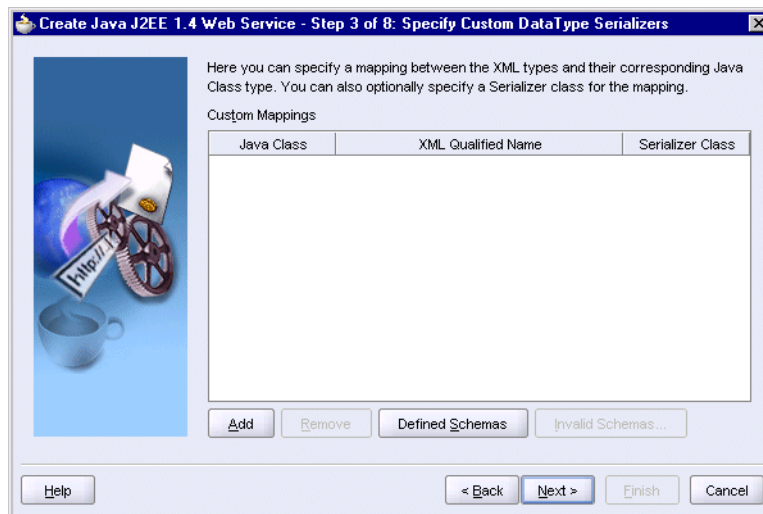 Create Java J2EE 1.4 Web Service - Step 3 of 8: Specify Custom DataType Serializers
Here you can specify a mapping between the XML types and their corresponding Java
Class type. You can also optionally specify a Serializer class for the mapping.
Custom Mappings
Java Class XML Qualified Name Serializer Class
http://
Add Remove Defined Schemas Invalid Schemas...
Help < Back Next > Finish Cancel